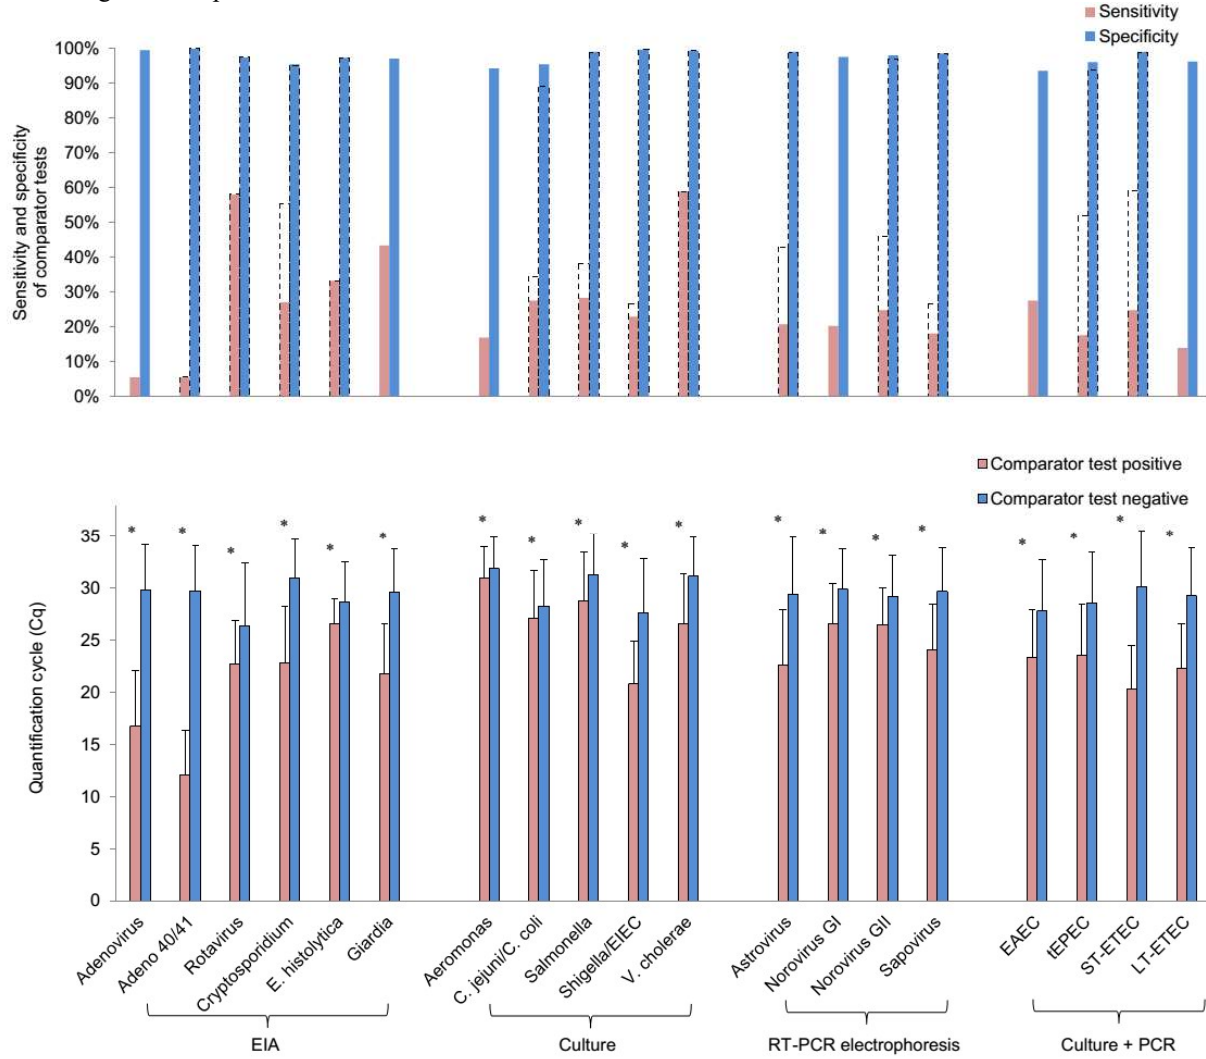 Sensitivity
Specificity
100%
90%
80%
70%
60%
50%
40%
30%
20%
10%
0%
Sensitivity and specificity
of comparator tests
Comparator test positive
Comparator test negative
* * * * * * * * * * * * * * * * * * *
35
30
25
20
15
10
5
0
Quantification cycle (Cq)
Adenovirus
Adeno 40/41
Rotavirus
Cryptosporidium
E. histolytica
Giardia
Aeromonas
C. jejuni/C. coli
Salmonella
Shigella/EIEC
V. cholerae
Astrovirus
Norovirus GI
Norovirus GII
Sapovirus
EAEC
tEPEC
ST-ETEC
LT-ETEC
EIA
Culture
RT-PCR electrophoresis
Culture + PCR